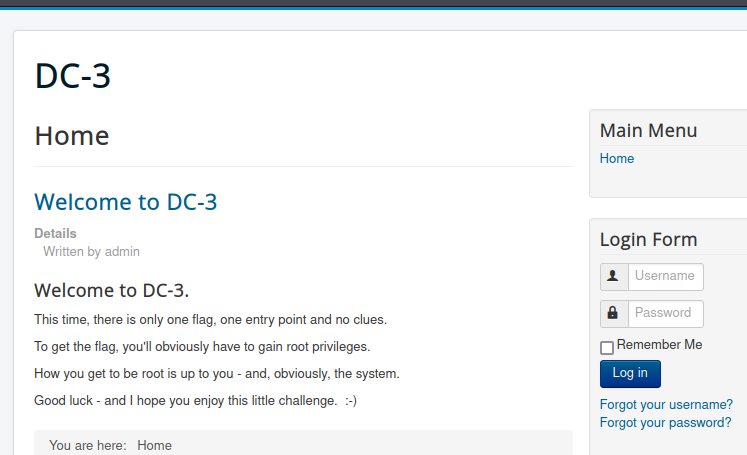 DC-3
Home
Welcome to DC-3
Details
Written by admin
Welcome to DC-3.
This time, there is only one flag, one entry point and no clues.
To get the flag, you'll obviously have to gain root privileges.
How you get to be root is up to you - and, obviously, the system.
Good luck - and I hope you enjoy this little challenge.  :-)
You are here:   Home
Main Menu
Home
Login Form
Username
Password
Remember Me
Log in
Forgot your username?
Forgot your password?